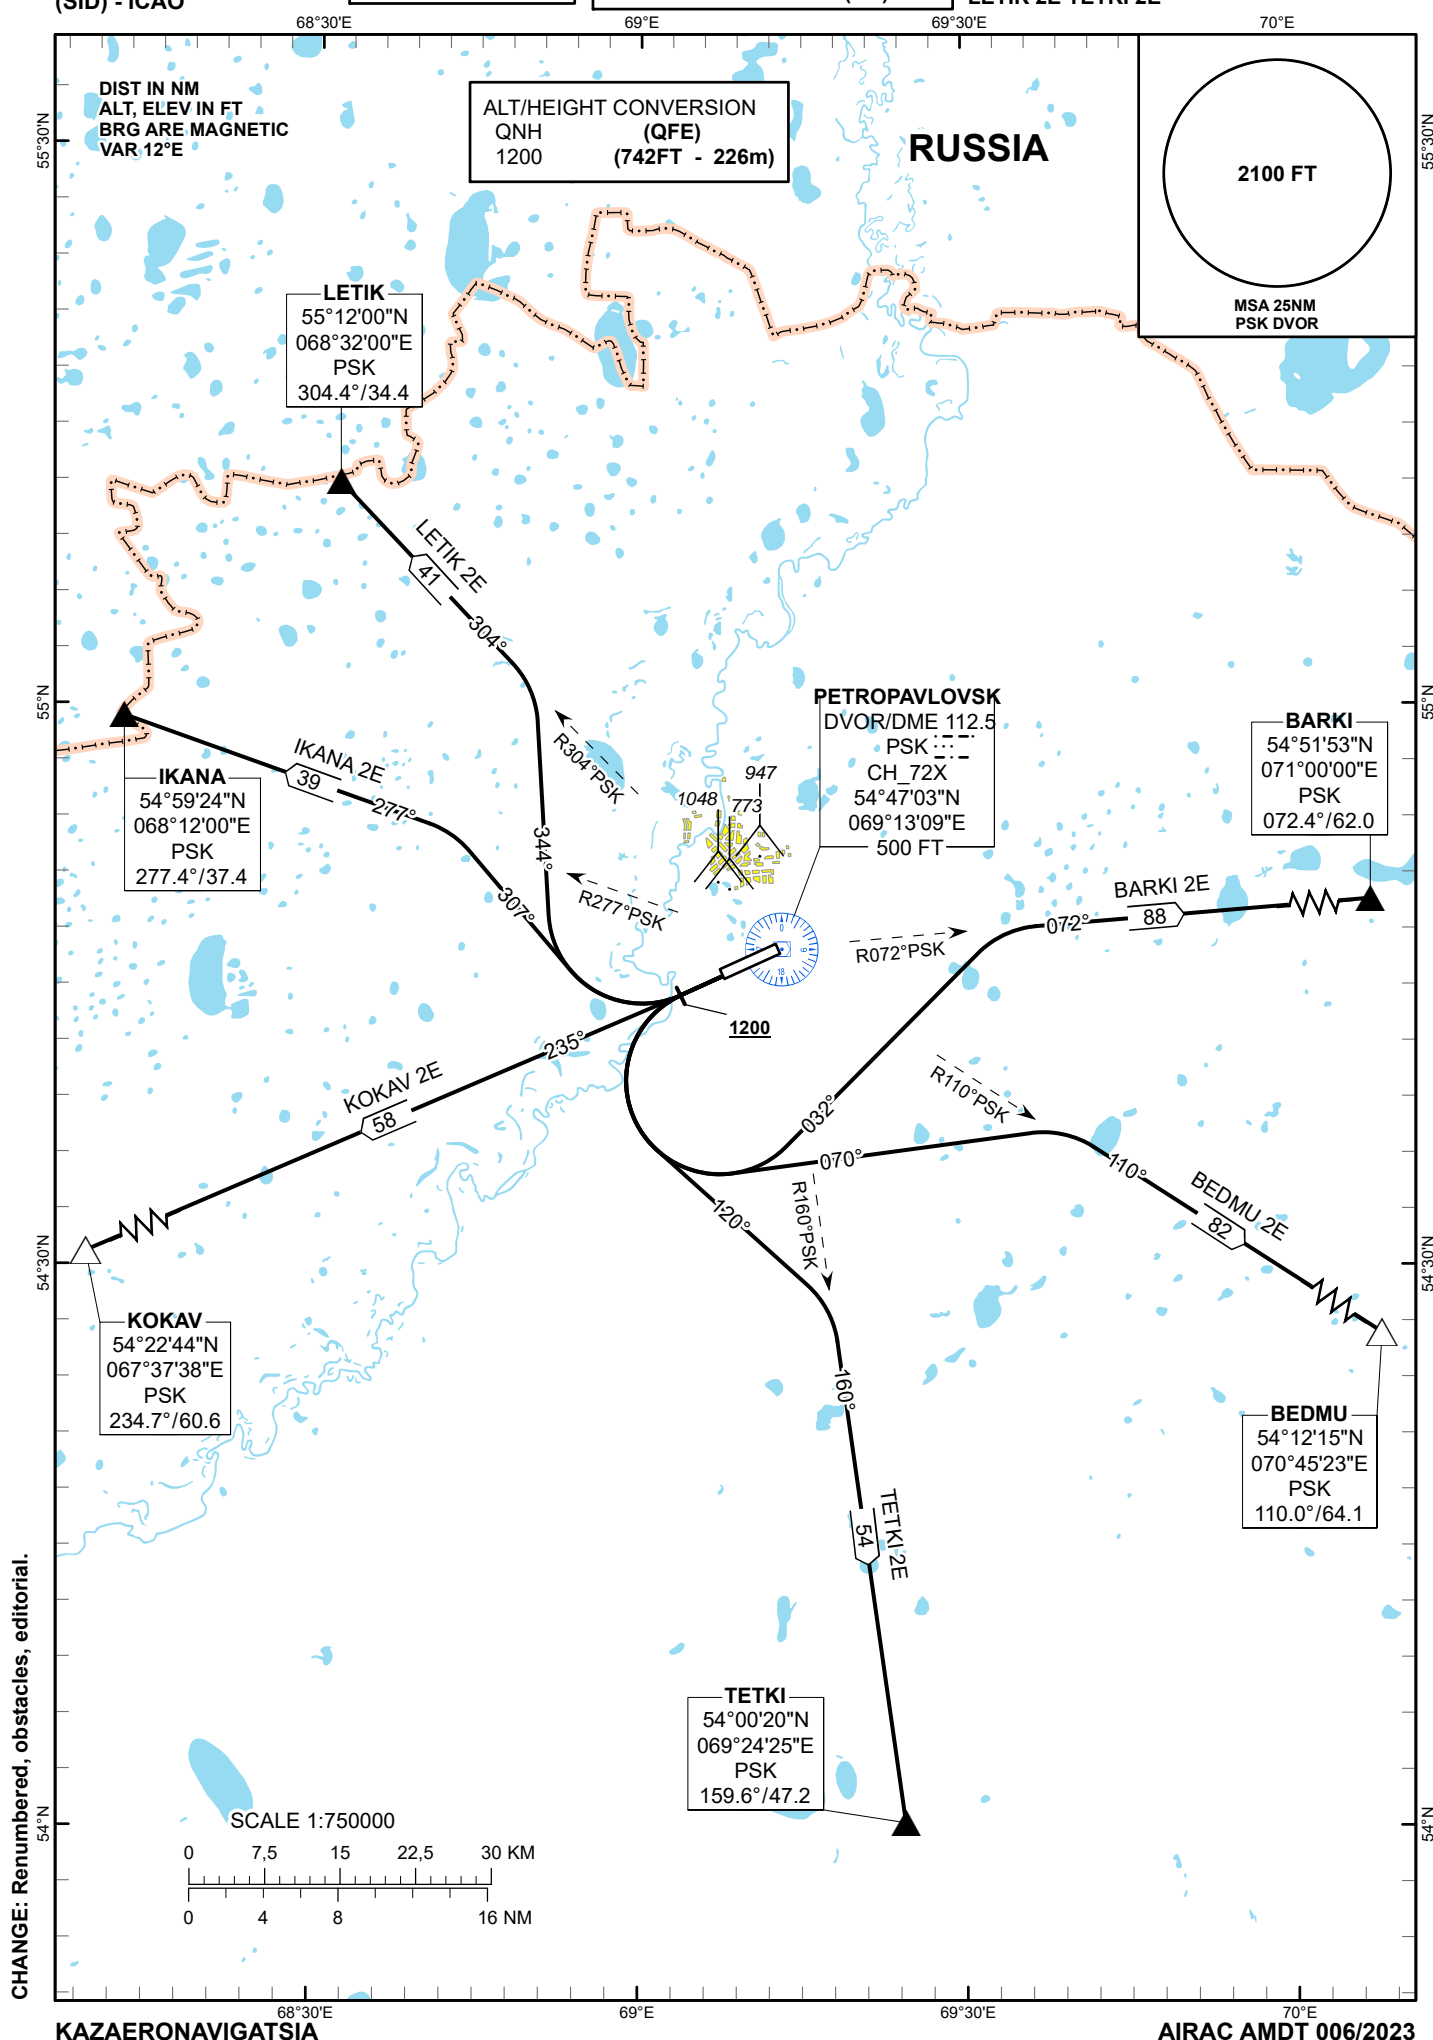 (SID) - ICAO
68°30'E
69°E
69°30'E
70°E
DIST IN NM
ALT, ELEV IN FT
BRG ARE MAGNETIC
VAR 12°E
ALT/HEIGHT CONVERSION
QNH (QFE)
1200 (742FT - 226m)
RUSSIA
2100 FT
MSA 25NM
PSK DVOR
55°30'N
55°30'N
LETIK
55°12'00"N
068°32'00"E
PSK
304.4°/34.4
LETIK 2E
41
304°
344°
R304°PSK
55°N
55°N
IKANA 2E
39
277°
307°
IKANA
54°59'24"N
068°12'00"E
PSK
277.4°/37.4
R277°PSK
1048
773
947
PETROPAVLOVSK
DVOR/DME 112.5
PSK
CH_72X
54°47'03"N
069°13'09"E
500 FT
BARKI
54°51'53"N
071°00'00"E
PSK
072.4°/62.0
BARKI 2E
88
072°
R072°PSK
0
18
1200
235°
KOKAV 2E
58
032°
R110°PSK
070°
110°
BEDMU 2E
82
120°
R160°PSK
54°30'N
54°30'N
KOKAV
54°22'44"N
067°37'38"E
PSK
234.7°/60.6
160°
BEDMU
54°12'15"N
070°45'23"E
PSK
110.0°/64.1
TETKI 2E
54
TETKI
54°00'20"N
069°24'25"E
PSK
159.6°/47.2
54°N
54°N
SCALE 1:750000
0 7,5 15 22,5 30 KM
0 4 8 16 NM
CHANGE: Renumbered, obstacles, editorial.
68°30'E
69°E
69°30'E
70°E
KAZAERONAVIGATSIA
AIRAC AMDT 006/2023